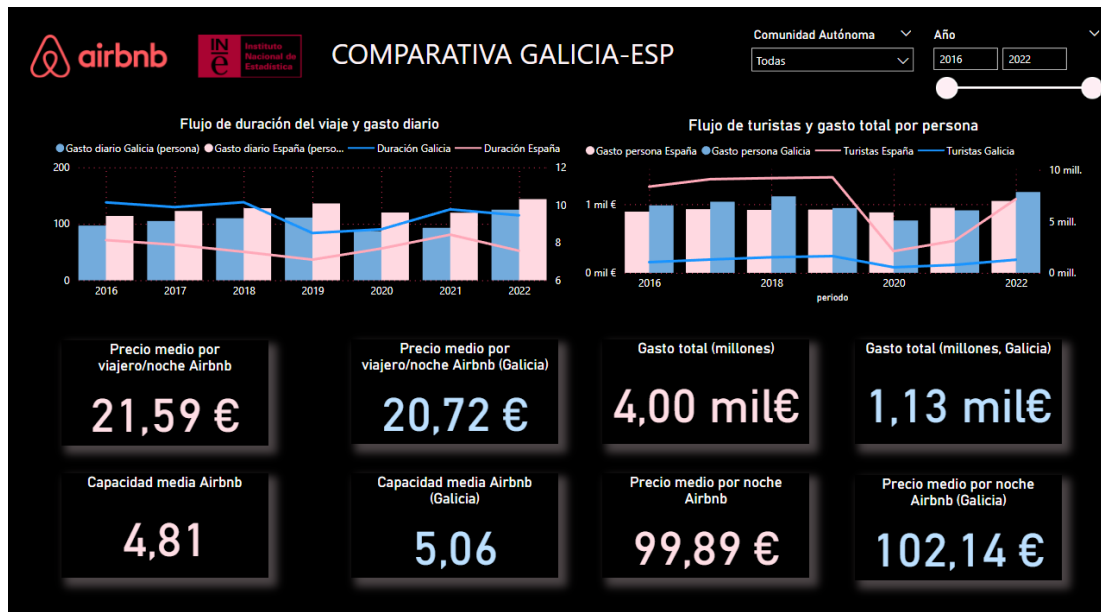 airbnb
INe
Instituto
Nacional de
Estadística
COMPARATIVA GALICIA-ESP
Comunidad Autónoma
Todas
Año
2016
2022
Flujo de duración del viaje y gasto diario
Gasto diario Galicia (persona) Gasto diario España (perso... Duración Galicia Duración España
200
100
0
12
10
8
6
2016 2017 2018 2019 2020 2021 2022
Flujo de turistas y gasto total por persona
Gasto persona España Gasto persona Galicia Turistas España Turistas Galicia
1 mil €
0 mil €
10 mill.
5 mill.
0 mill.
2016 2018 2020 2022
periodo
Precio medio por
viajero/noche Airbnb
21,59 €
Precio medio por
viajero/noche Airbnb (Galicia)
20,72 €
Gasto total (millones)
4,00 mil€
Gasto total (millones, Galicia)
1,13 mil€
Capacidad media Airbnb
4,81
Capacidad media Airbnb
(Galicia)
5,06
Precio medio por noche
Airbnb
99,89 €
Precio medio por noche
Airbnb (Galicia)
102,14 €